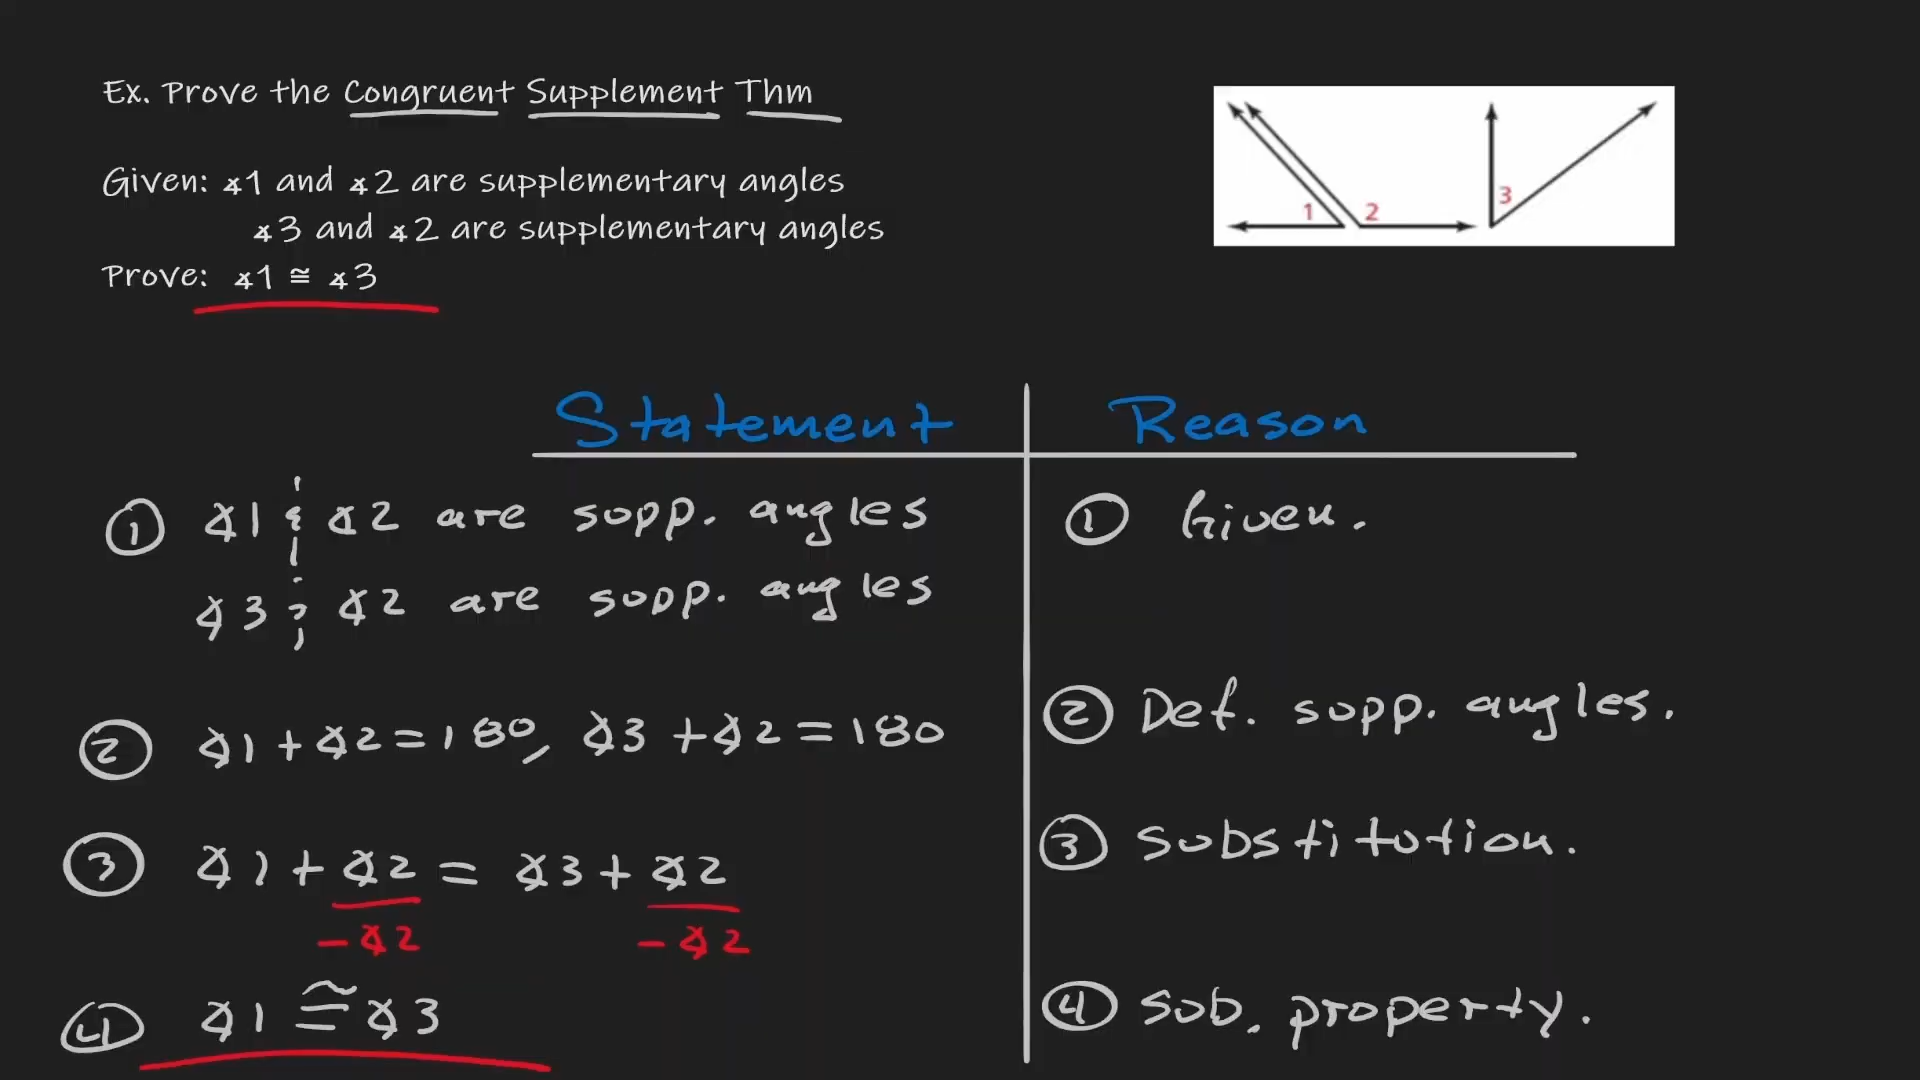 Ex. Prove the Congruent Supplement Thm
Given: ∡1 and ∡2 are supplementary angles
∡3 and ∡2 are supplementary angles
Prove: ∡1 ≅ ∡3
1 2 3
Statement Reason
① ∡1 & ∡2 are supp. angles ① Given.
∡3 & ∡2 are supp. angles
② ∡1 + ∡2 = 180, ∡3 + ∡2 = 180 ② Def. supp. angles.
③ ∡1 + ∡2 = ∡3 + ∡2 ③ Substitution.
-∡2 -∡2
④ ∡1 ≅ ∡3 ④ Sub. property.